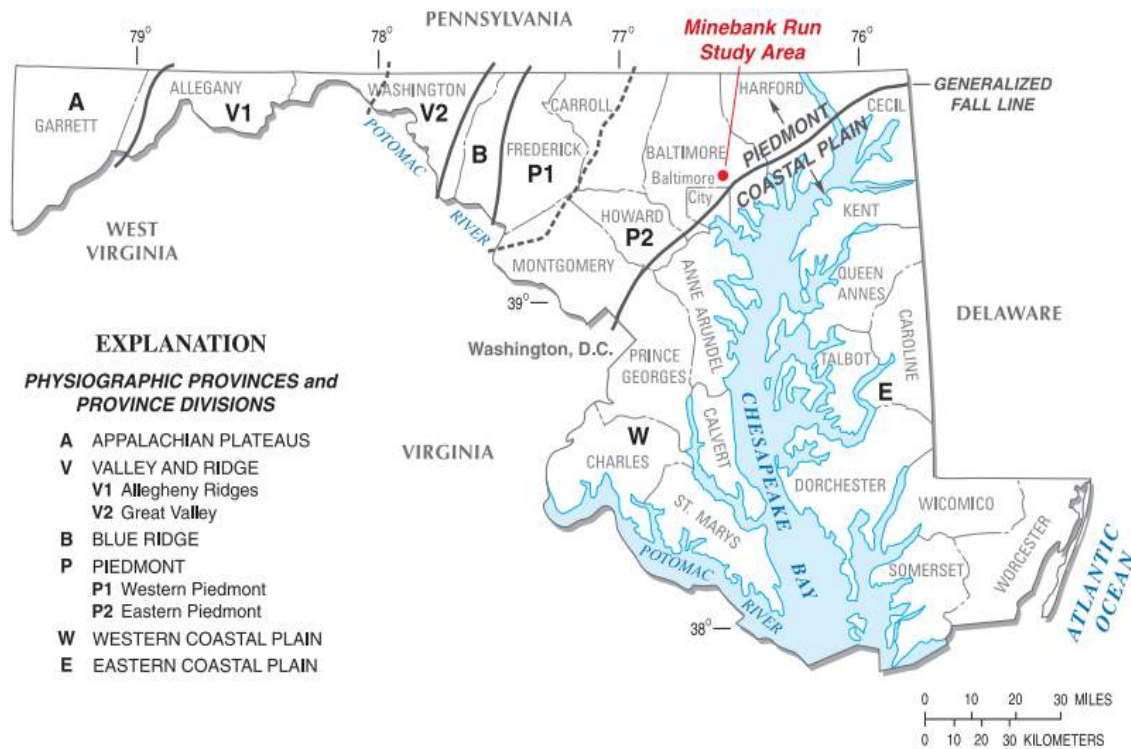 PENNSYLVANIA
79°
78°
77°
76°
Minebank Run
Study Area
GENERALIZED
FALL LINE
A
GARRETT
ALLEGANY
V1
WASHINGTON
V2
POTOMAC
RIVER
B
FREDERICK
P1
CARROLL
BALTIMORE
Baltimore
City
HARFORD
CECIL
PIEDMONT
COASTAL PLAIN
HOWARD
P2
MONTGOMERY
39°
KENT
QUEEN
ANNES
CAROLINE
TALBOT
E
ANNE ARUNDEL
WEST
VIRGINIA
DELAWARE
Washington, D.C.
PRINCE
GEORGES
VIRGINIA
W
CHARLES
CALVERT
CHESAPEAKE
BAY
ST. MARYS
DORCHESTER
WICOMICO
SOMERSET
WORCESTER
POTOMAC
RIVER
38°
ATLANTIC
OCEAN
EXPLANATION
PHYSIOGRAPHIC PROVINCES and
PROVINCE DIVISIONS
A APPALACHIAN PLATEAUS
V VALLEY AND RIDGE
V1 Allegheny Ridges
V2 Great Valley
B BLUE RIDGE
P PIEDMONT
P1 Western Piedmont
P2 Eastern Piedmont
W WESTERN COASTAL PLAIN
E EASTERN COASTAL PLAIN
0 10 20 30 MILES
0 10 20 30 KILOMETERS